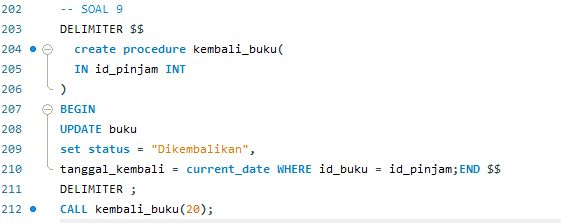 202 -- SOAL 9
203 DELIMITER $$
204 create procedure kembali_buku(
205 IN id_pinjam INT
206 )
207 BEGIN
208 UPDATE buku
209 set status = "Dikembalikan",
210 tanggal_kembali = current_date WHERE id_buku = id_pinjam;END $$
211 DELIMITER ;
212 CALL kembali_buku(20);